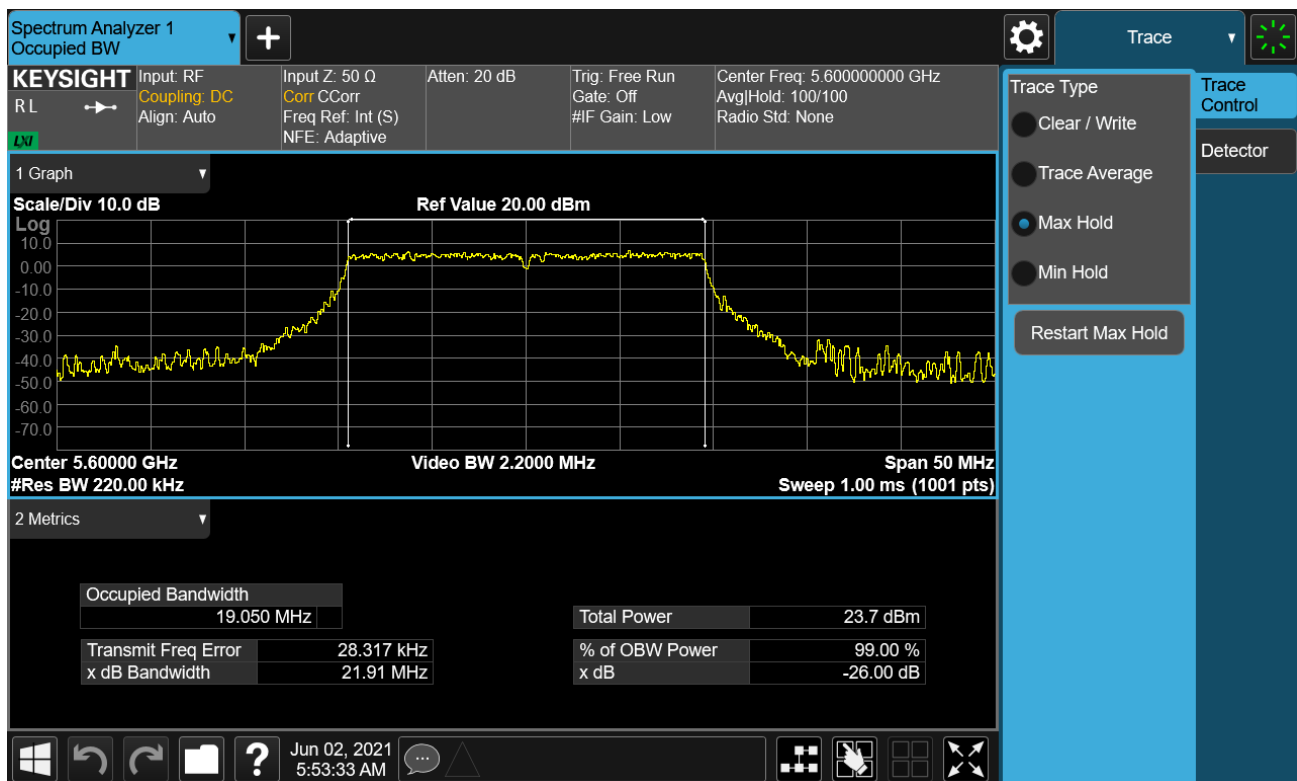 Spectrum Analyzer 1
Occupied BW
+
Trace
KEYSIGHT
R L
LXI
Input: RF
Coupling: DC
Align: Auto
Input Z: 50 Ω
Corr CCorr
Freq Ref: Int (S)
NFE: Adaptive
Atten: 20 dB
Trig: Free Run
Gate: Off
#IF Gain: Low
Center Freq: 5.600000000 GHz
Avg|Hold: 100/100
Radio Std: None
Trace Type
Clear / Write
Trace Average
Max Hold
Min Hold
Restart Max Hold
Trace
Control
Detector
1 Graph
Scale/Div 10.0 dB
Ref Value 20.00 dBm
Log
10.0
0.00
-10.0
-20.0
-30.0
-40.0
-50.0
-60.0
-70.0
Center 5.60000 GHz
Video BW 2.2000 MHz
Span 50 MHz
#Res BW 220.00 kHz
Sweep 1.00 ms (1001 pts)
2 Metrics
Occupied Bandwidth
19.050 MHz
Total Power 23.7 dBm
Transmit Freq Error 28.317 kHz
% of OBW Power 99.00 %
x dB Bandwidth 21.91 MHz
x dB -26.00 dB
?
Jun 02, 2021
5:53:33 AM